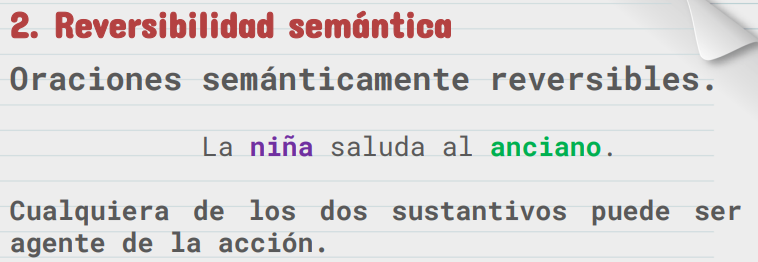 2. Reversibilidad semántica
Oraciones semánticamente reversibles.
La niña saluda al anciano.
Cualquiera de los dos sustantivos puede ser
agente de la acción.